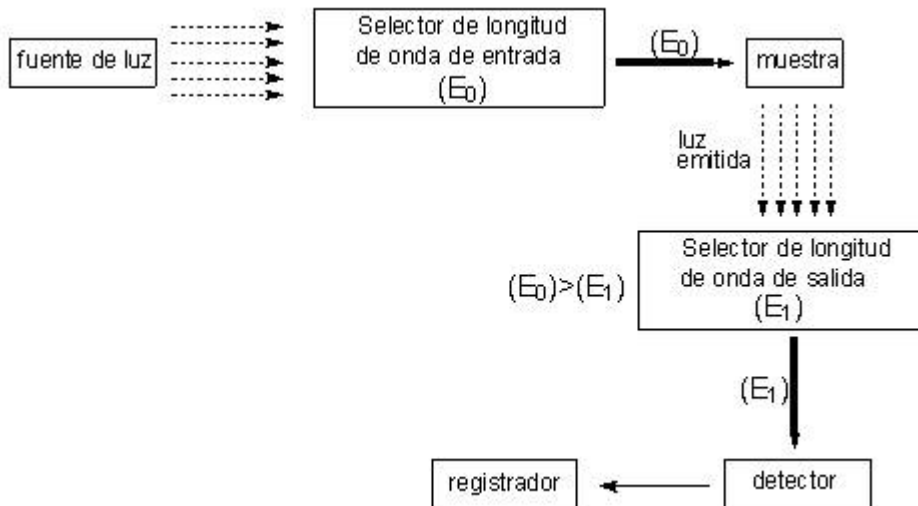 fuente de luz
Selector de longitud
de onda de entrada
(E₀)
(E₀)
muestra
luz
emitida
(E₀)>(E₁)
Selector de longitud
de onda de salida
(E₁)
(E₁)
registrador
detector